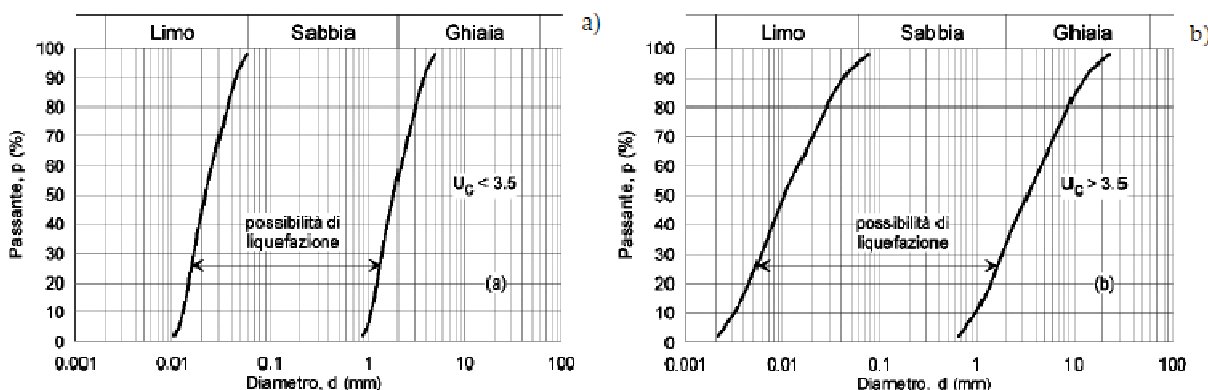 Limo Sabbia Ghiaia
a)
100
90
80
70
60
50
40
30
20
10
0
Passante, p (%)
U_C < 3.5
possibilità di
liquefazione
(a)
0.001 0.01 0.1 1 10 100
Diametro, d (mm)
Limo Sabbia Ghiaia
b)
100
90
80
70
60
50
40
30
20
10
0
Passante, p (%)
U_C > 3.5
possibilità di
liquefazione
(b)
0.001 0.01 0.1 1 10 100
Diametro, d (mm)